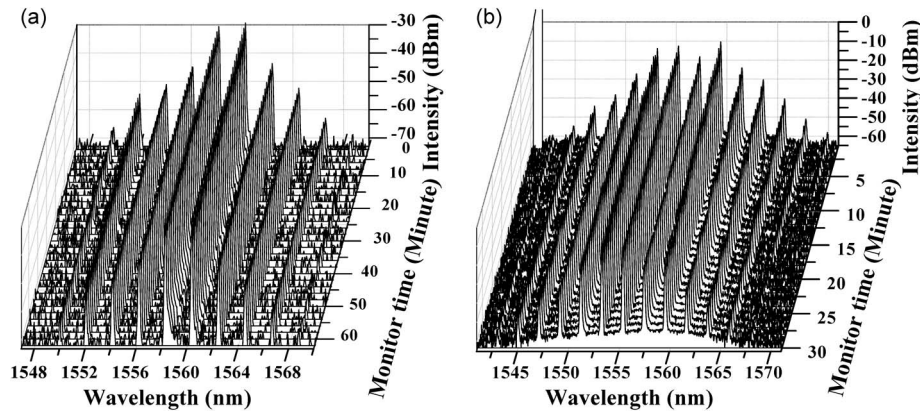 (a)
-30
-40
-50
-60
-70
Intensity (dBm)
0
10
20
30
40
50
60
Monitor time (Minute)
1548 1552 1556 1560 1564 1568
Wavelength (nm)
(b)
0
-10
-20
-30
-40
-50
-60
Intensity (dBm)
5
10
15
20
25
30
Monitor time (Minute)
1545 1550 1555 1560 1565 1570
Wavelength (nm)